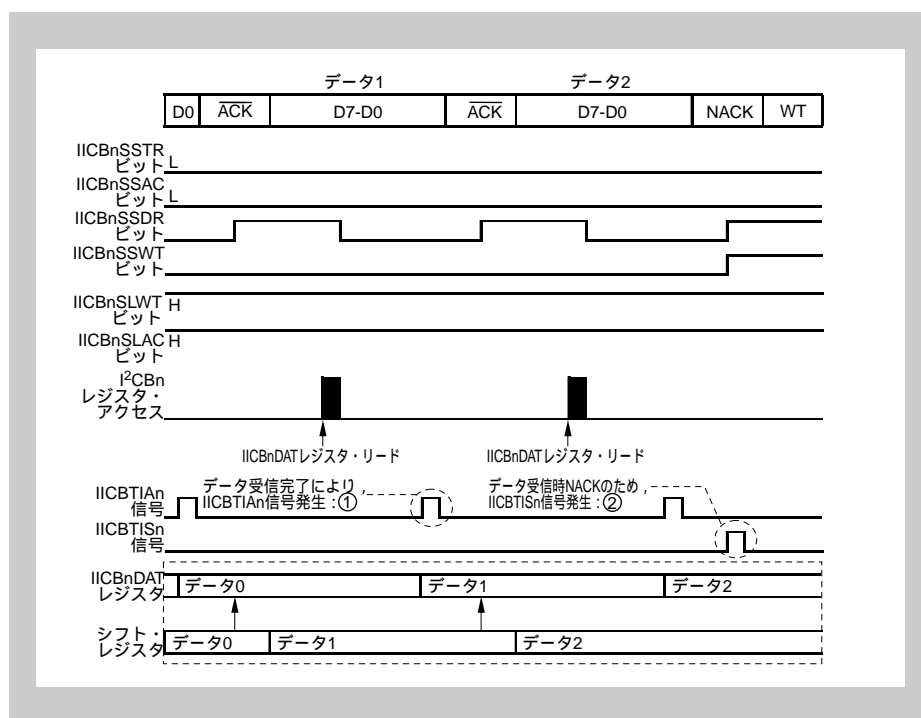 データ1 データ2
D0 ACK D7-D0 ACK D7-D0 NACK WT
IICBnSSTR
ビット L
IICBnSSAC
ビット L
IICBnSSDR
ビット
IICBnSSWT
ビット
IICBnSLWT H
ビット
IICBnSLAC H
ビット
I²CBn
レジスタ・
アクセス
IICBnDATレジスタ・リード IICBnDATレジスタ・リード
IICBTIAn
信号
データ受信完了により，
IICBTIAn信号発生：①
データ受信時NACKのため，
IICBTISn信号発生：②
IICBTISn
信号
IICBnDAT
レジスタ
データ0 データ1 データ2
シフト・
レジスタ
データ0 データ1 データ2